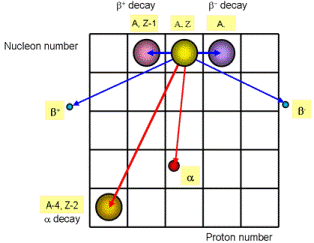 β⁺ decay β⁻ decay
A, Z-1 A, Z A,
Nucleon number
β⁺ β⁻
α
A-4, Z-2
α decay
Proton number